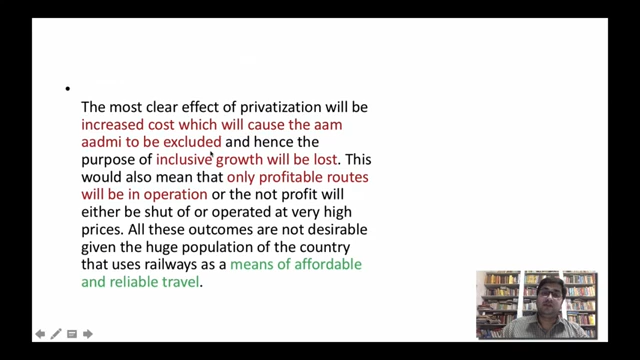 The most clear effect of privatization will be
increased cost which will cause the aam
aadmi to be excluded and hence the
purpose of inclusive growth will be lost. This
would also mean that only profitable routes
will be in operation or the not profit will
either be shut of or operated at very high
prices. All these outcomes are not desirable
given the huge population of the country
that uses railways as a means of affordable
and reliable travel.